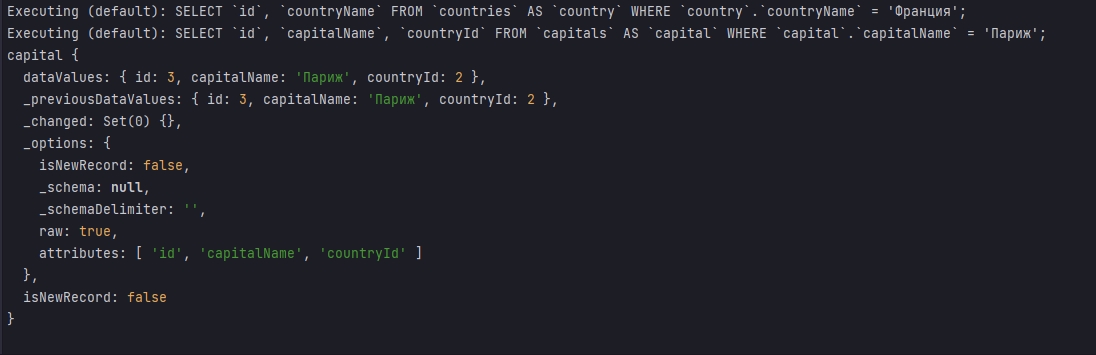 Executing (default): SELECT `id`, `countryName` FROM `countries` AS `country` WHERE `country`.`countryName` = 'Франция';
Executing (default): SELECT `id`, `capitalName`, `countryId` FROM `capitals` AS `capital` WHERE `capital`.`capitalName` = 'Париж';
capital {
  dataValues: { id: 3, capitalName: 'Париж', countryId: 2 },
  _previousDataValues: { id: 3, capitalName: 'Париж', countryId: 2 },
  _changed: Set(0) {},
  _options: {
    isNewRecord: false,
    _schema: null,
    _schemaDelimiter: '',
    raw: true,
    attributes: [ 'id', 'capitalName', 'countryId' ]
  },
  isNewRecord: false
}